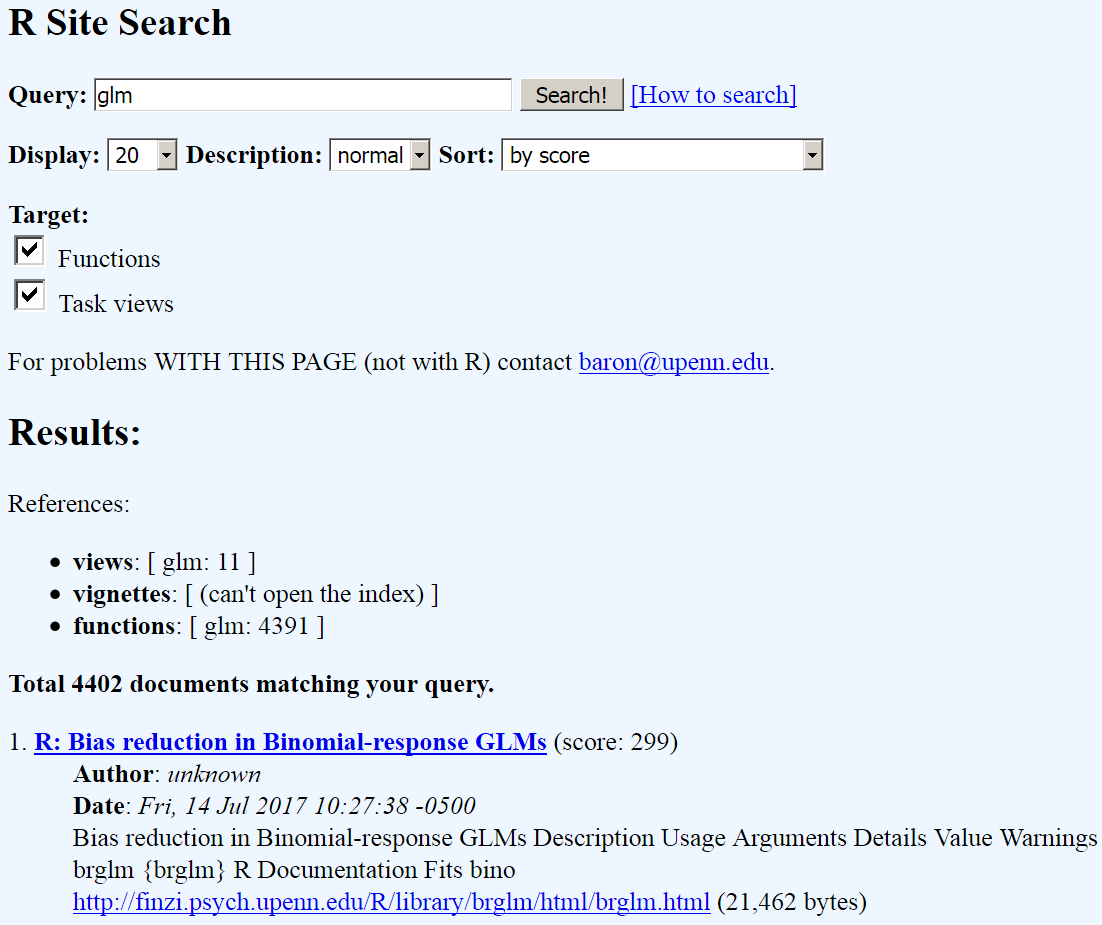 R Site Search
Query: glm Search! [How to search]
Display: 20 Description: normal Sort: by score
Target:
Functions
Task views
For problems WITH THIS PAGE (not with R) contact baron@upenn.edu.
Results:
References:
• views: [ glm: 11 ]
• vignettes: [ (can't open the index) ]
• functions: [ glm: 4391 ]
Total 4402 documents matching your query.
1. R: Bias reduction in Binomial-response GLMs (score: 299)
Author: unknown
Date: Fri, 14 Jul 2017 10:27:38 -0500
Bias reduction in Binomial-response GLMs Description Usage Arguments Details Value Warnings
brglm {brglm} R Documentation Fits bino
http://finzi.psych.upenn.edu/R/library/brglm/html/brglm.html (21,462 bytes)